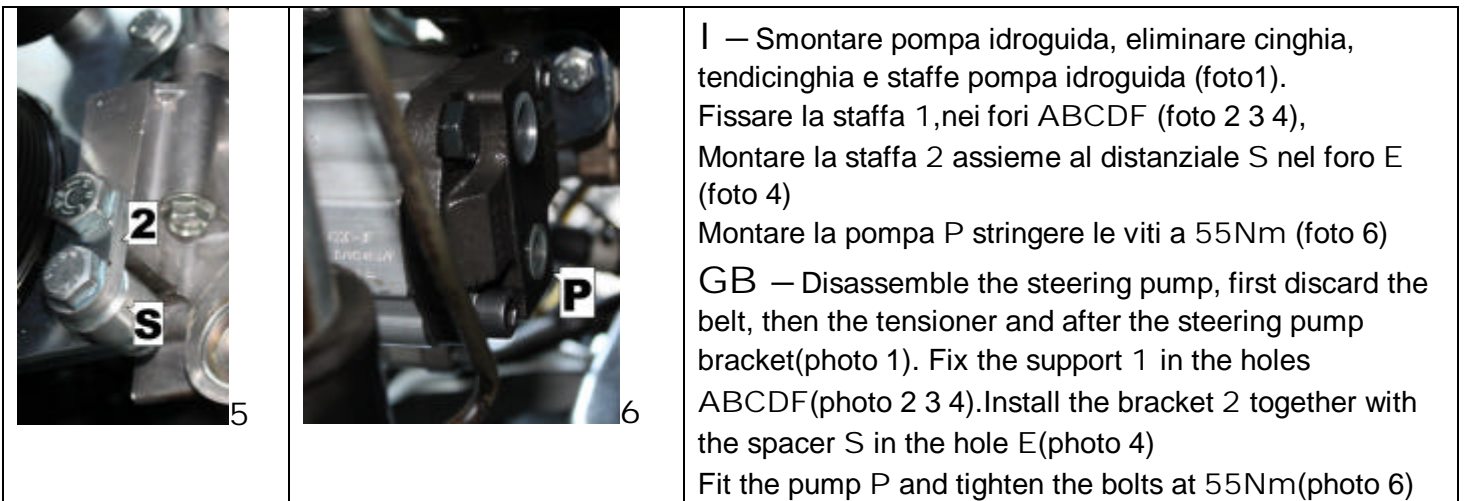 2
S
5
P
6
I – Smontare pompa idroguida, eliminare cinghia,
tendicinghia e staffe pompa idroguida (foto1).
Fissare la staffa 1,nei fori ABCDF (foto 2 3 4),
Montare la staffa 2 assieme al distanziale S nel foro E
(foto 4)
Montare la pompa P stringere le viti a 55Nm (foto 6)
GB – Disassemble the steering pump, first discard the
belt, then the tensioner and after the steering pump
bracket(photo 1). Fix the support 1 in the holes
ABCDF(photo 2 3 4).Install the bracket 2 together with
the spacer S in the hole E(photo 4)
Fit the pump P and tighten the bolts at 55Nm(photo 6)